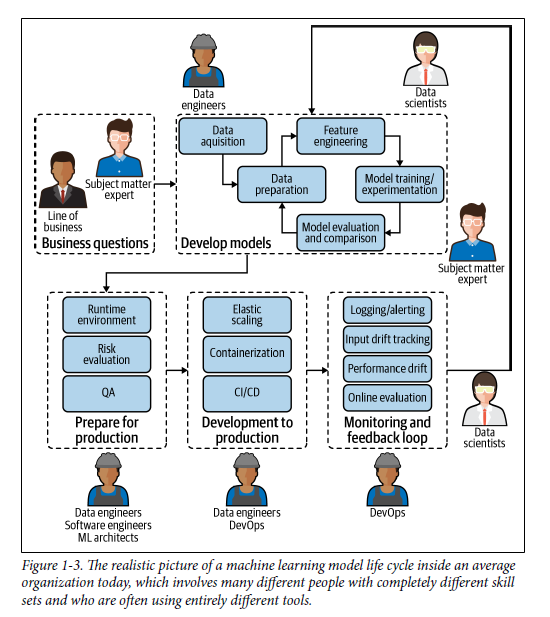 Data
engineers
Data
scientists
Line of
business
Subject matter
expert
Business questions
Data
aquisition
Data
preparation
Feature
engineering
Model training/
experimentation
Model evaluation
and comparison
Develop models
Subject matter
expert
Runtime
environment
Risk
evaluation
QA
Prepare for
production
Elastic
scaling
Containerization
CI/CD
Development to
production
Logging/alerting
Input drift tracking
Performance drift
Online evaluation
Monitoring and
feedback loop
Data
scientists
Data engineers
Software engineers
ML architects
Data engineers
DevOps
DevOps
Figure 1-3. The realistic picture of a machine learning model life cycle inside an average
organization today, which involves many different people with completely different skill
sets and who are often using entirely different tools.